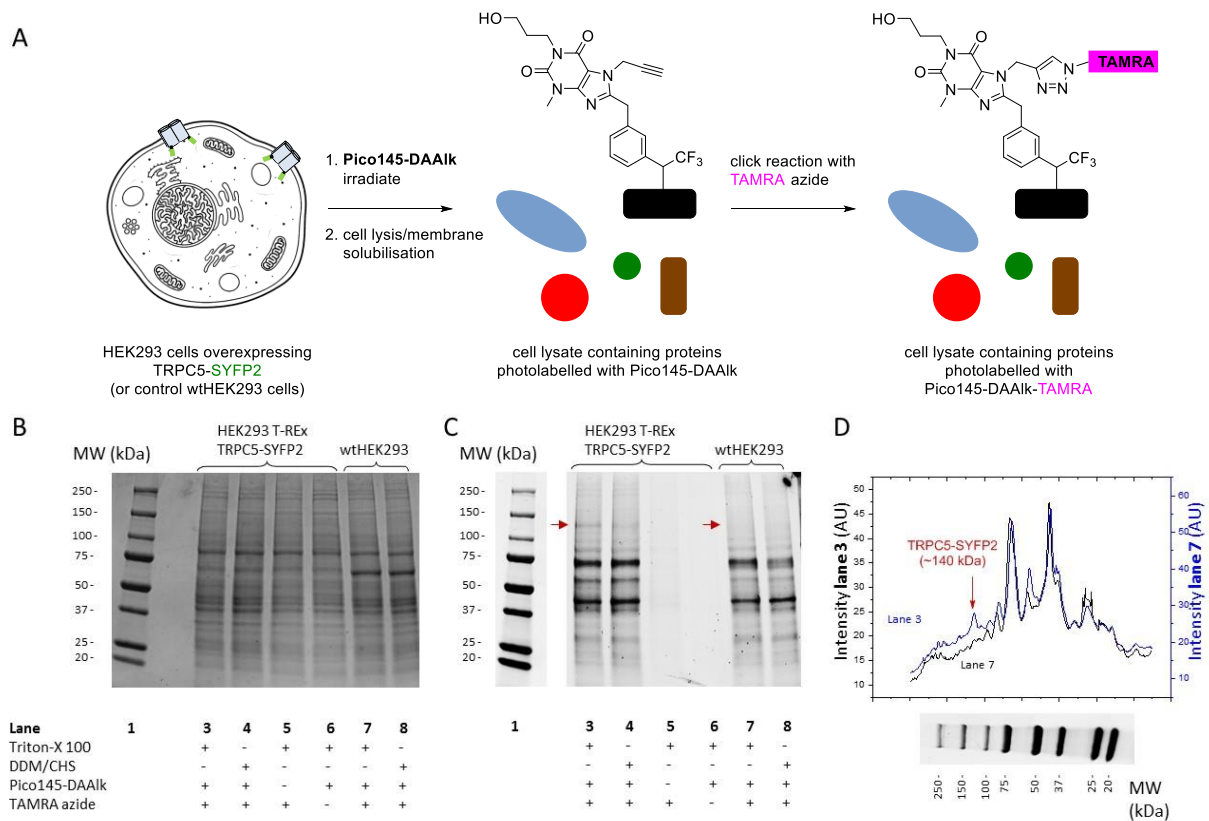 A
HO
N
O
O
N
N
N
CF3
HO
N
O
O
N
N
N
N
N=N
TAMRA
CF3
1. Pico145-DAAlk
irradiate
2. cell lysis/membrane
solubilisation
click reaction with
TAMRA azide
HEK293 cells overexpressing
TRPC5-SYFP2
(or control wtHEK293 cells)
cell lysate containing proteins
photolabelled with Pico145-DAAlk
cell lysate containing proteins
photolabelled with
Pico145-DAAlk-TAMRA
B
HEK293 T-REx
TRPC5-SYFP2
wtHEK293
MW (kDa)
250-
150-
100-
75-
50-
37-
25-
20-
Lane 1 3 4 5 6 7 8
Triton-X 100 + - + + + -
DDM/CHS - + - - - +
Pico145-DAAlk + + - + + +
TAMRA azide + + + - + +
C
HEK293 T-REx
TRPC5-SYFP2
wtHEK293
MW (kDa)
250-
150-
100-
75-
50-
37-
25-
20-
1 3 4 5 6 7 8
+ - + + + -
- + - - - +
+ + - + + +
+ + + - + +
D
Intensity lane 3 (AU)
50
45
40
35
30
25
20
15
10
TRPC5-SYFP2
(~140 kDa)
Lane 3
Lane 7
60
50
40
30
20
10
Intensity lane 7 (AU)
250-
150-
100-
75-
50-
37-
25-
20-
MW
(kDa)